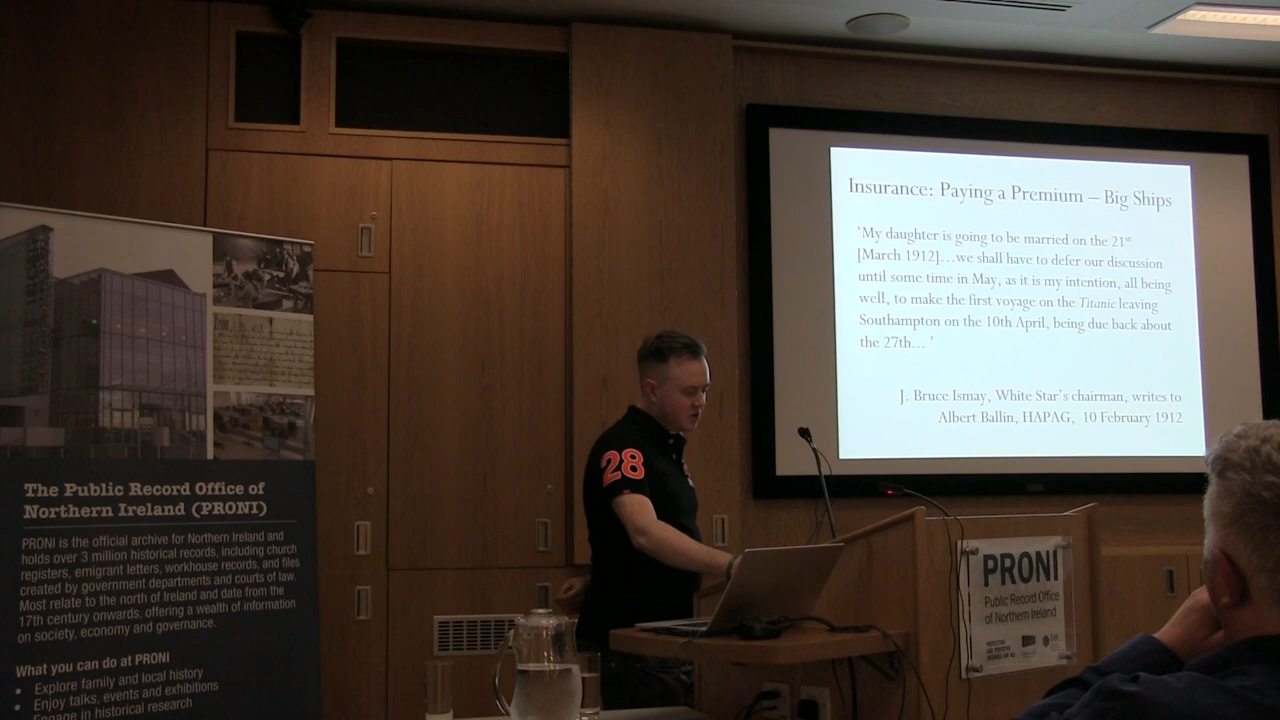 The Public Record Office of
Northern Ireland (PRONI)
PRONI is the official archive for Northern Ireland and
holds over 3 million historical records, including church
registers, emigrant letters, workhouse records, and files
created by government departments and courts of law.
Most relate to the north of Ireland and date from the
17th century onwards, offering a wealth of information
on society, economy and governance.
What you can do at PRONI
• Explore family and local history
• Enjoy talks, events and exhibitions
• Engage in historical research
28
Insurance: Paying a Premium – Big Ships
‘My daughter is going to be married on the 21st
[March 1912]…we shall have to defer our discussion
until some time in May, as it is my intention, all being
well, to make the first voyage on the Titanic leaving
Southampton on the 10th April, being due back about
the 27th… ’
J. Bruce Ismay, White Star’s chairman, writes to
Albert Ballin, HAPAG, 10 February 1912
PRONI
Public Record Office
of Northern Ireland